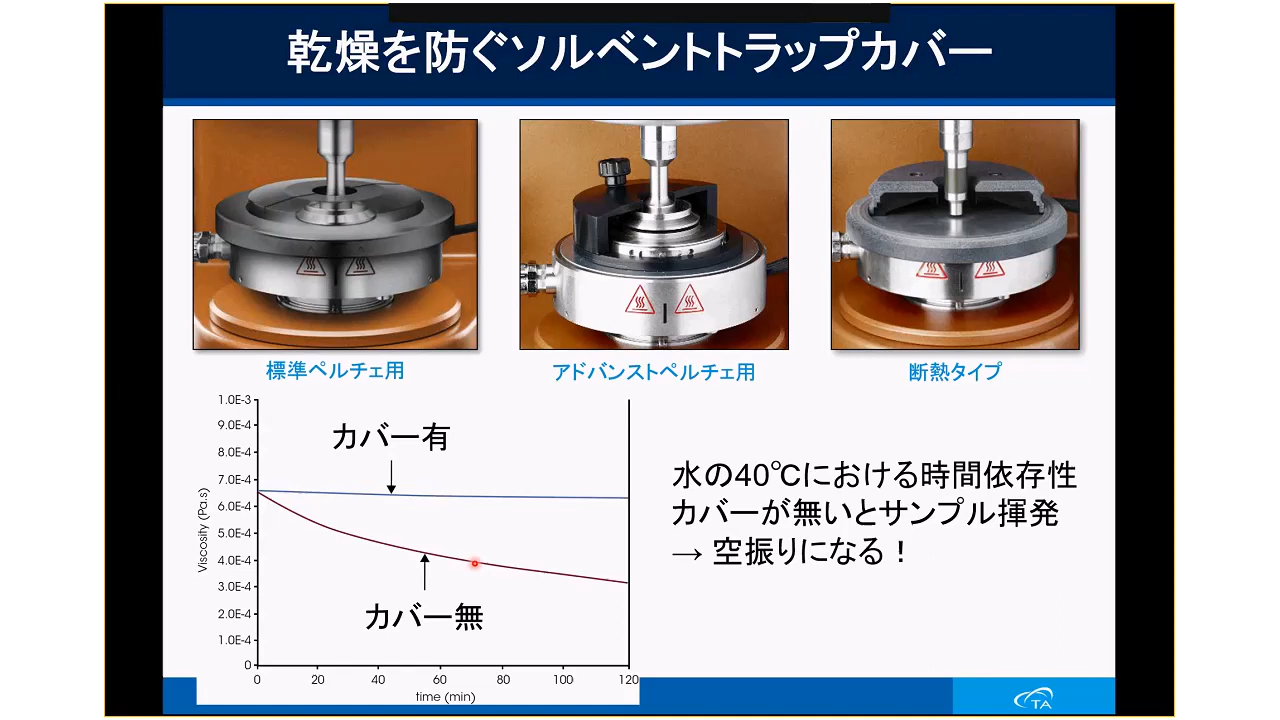 乾燥を防ぐソルベントトラップカバー
標準ペルチェ用
アドバンストペルチェ用
断熱タイプ
1.0E-3
9.0E-4
8.0E-4
7.0E-4
6.0E-4
5.0E-4
4.0E-4
3.0E-4
2.0E-4
1.0E-4
0
Viscosity (Pa.s)
カバー有
カバー無
0 20 40 60 80 100 120
time (min)
水の40℃における時間依存性
カバーが無いとサンプル揮発
→ 空振りになる！
TA